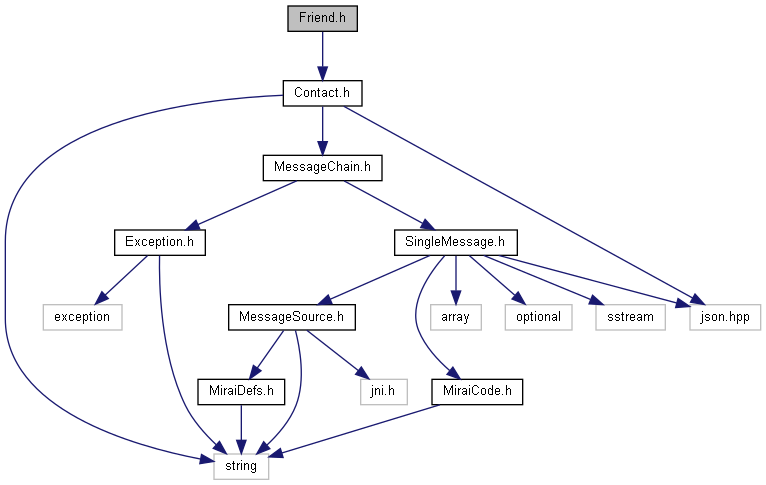 Friend.h
Contact.h
MessageChain.h
Exception.h
SingleMessage.h
exception
MessageSource.h
array
optional
sstream
json.hpp
MiraiDefs.h
jni.h
MiraiCode.h
string